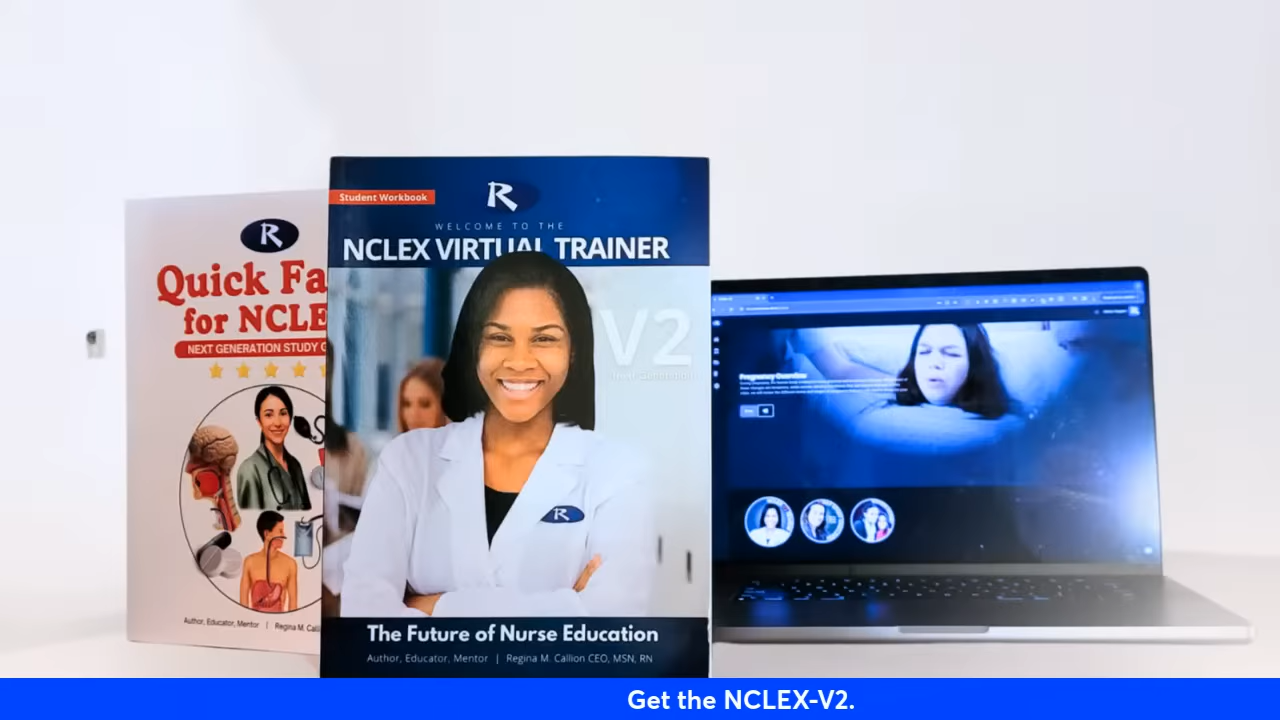 R
Quick Fa
for NCLE
NEXT GENERATION STUDY G
Author, Educator, Mentor | Regina M. Calli
Student Workbook
R
WELCOME TO THE
NCLEX VIRTUAL TRAINER
V2
R
The Future of Nurse Education
Author, Educator, Mentor | Regina M. Callion CEO, MSN, RN
Pregnancy Overview
Get the NCLEX-V2.